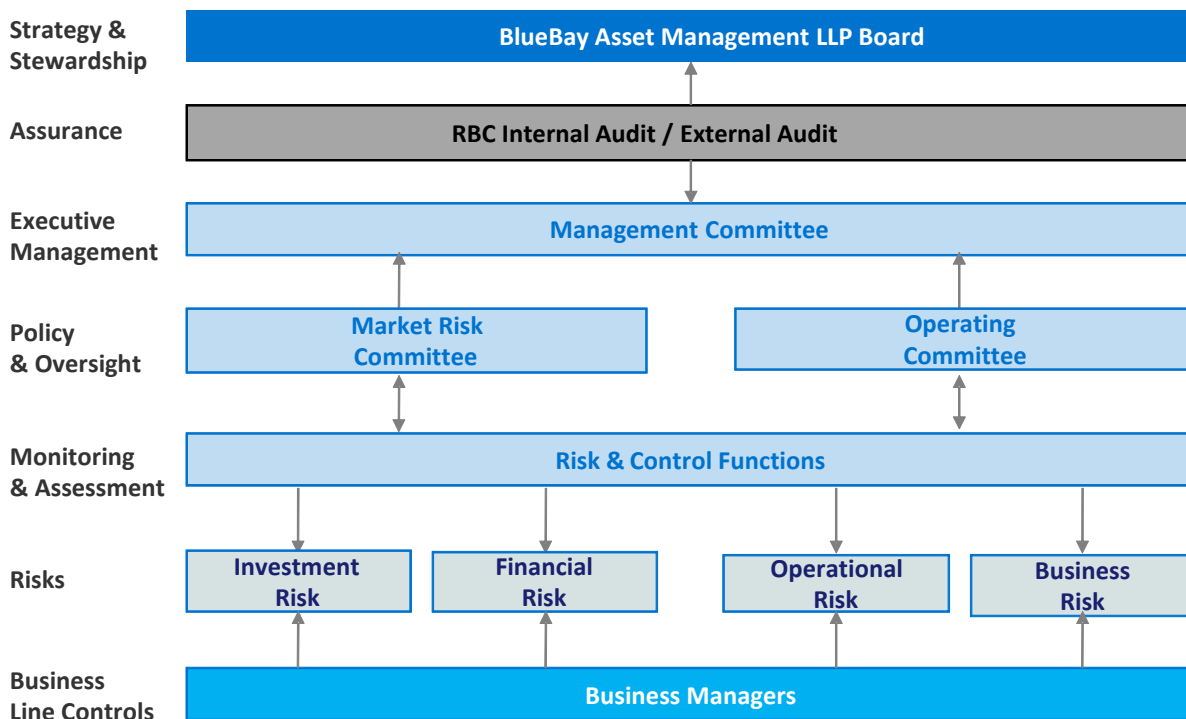 Strategy &
Stewardship
BlueBay Asset Management LLP Board
Assurance
RBC Internal Audit / External Audit
Executive
Management
Management Committee
Policy
& Oversight
Market Risk
Committee
Operating
Committee
Monitoring
& Assessment
Risk & Control Functions
Risks
Investment
Risk
Financial
Risk
Operational
Risk
Business
Risk
Business
Line Controls
Business Managers